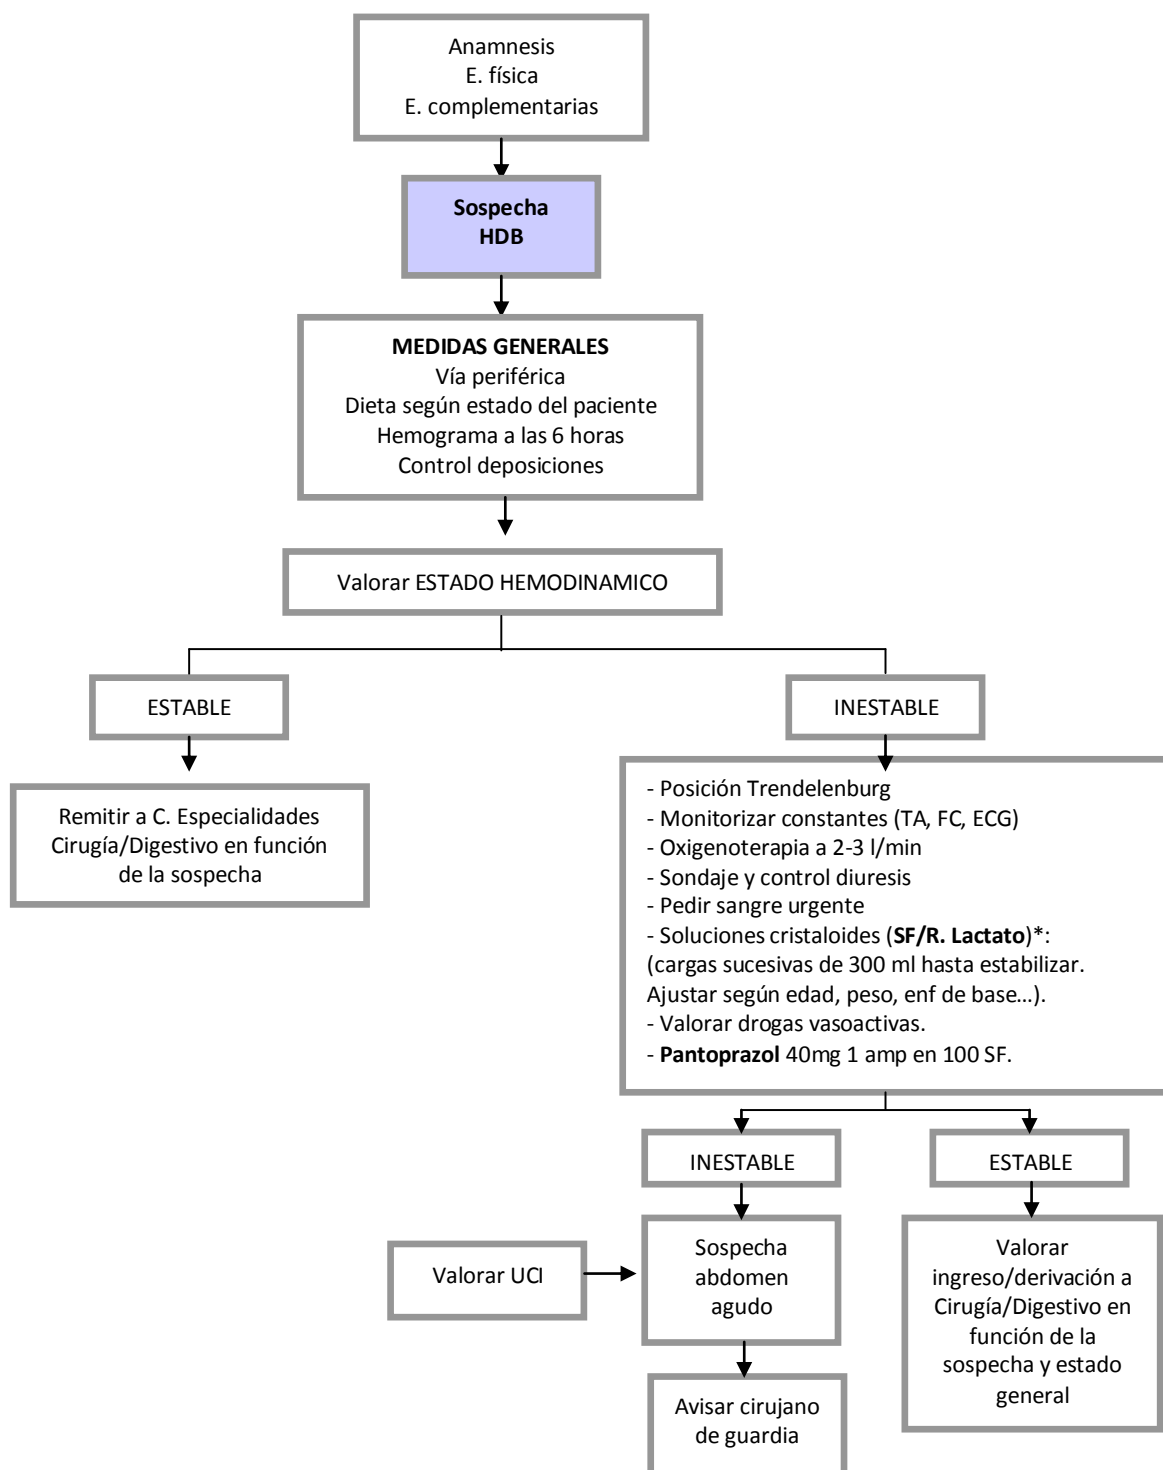 Anamnesis
E. física
E. complementarias
Sospecha
HDB
MEDIDAS GENERALES
Vía periférica
Dieta según estado del paciente
Hemograma a las 6 horas
Control deposiciones
Valorar ESTADO HEMODINAMICO
ESTABLE
INESTABLE
Remitir a C. Especialidades
Cirugía/Digestivo en función
de la sospecha
- Posición Trendelenburg
- Monitorizar constantes (TA, FC, ECG)
- Oxigenoterapia a 2-3 l/min
- Sondaje y control diuresis
- Pedir sangre urgente
- Soluciones cristaloides (SF/R. Lactato)*:
(cargas sucesivas de 300 ml hasta estabilizar.
Ajustar según edad, peso, enf de base...).
- Valorar drogas vasoactivas.
- Pantoprazol 40mg 1 amp en 100 SF.
INESTABLE
ESTABLE
Valorar UCI
Sospecha
abdomen
agudo
Valorar
ingreso/derivación a
Cirugía/Digestivo en
función de la
sospecha y estado
general
Avisar cirujano
de guardia